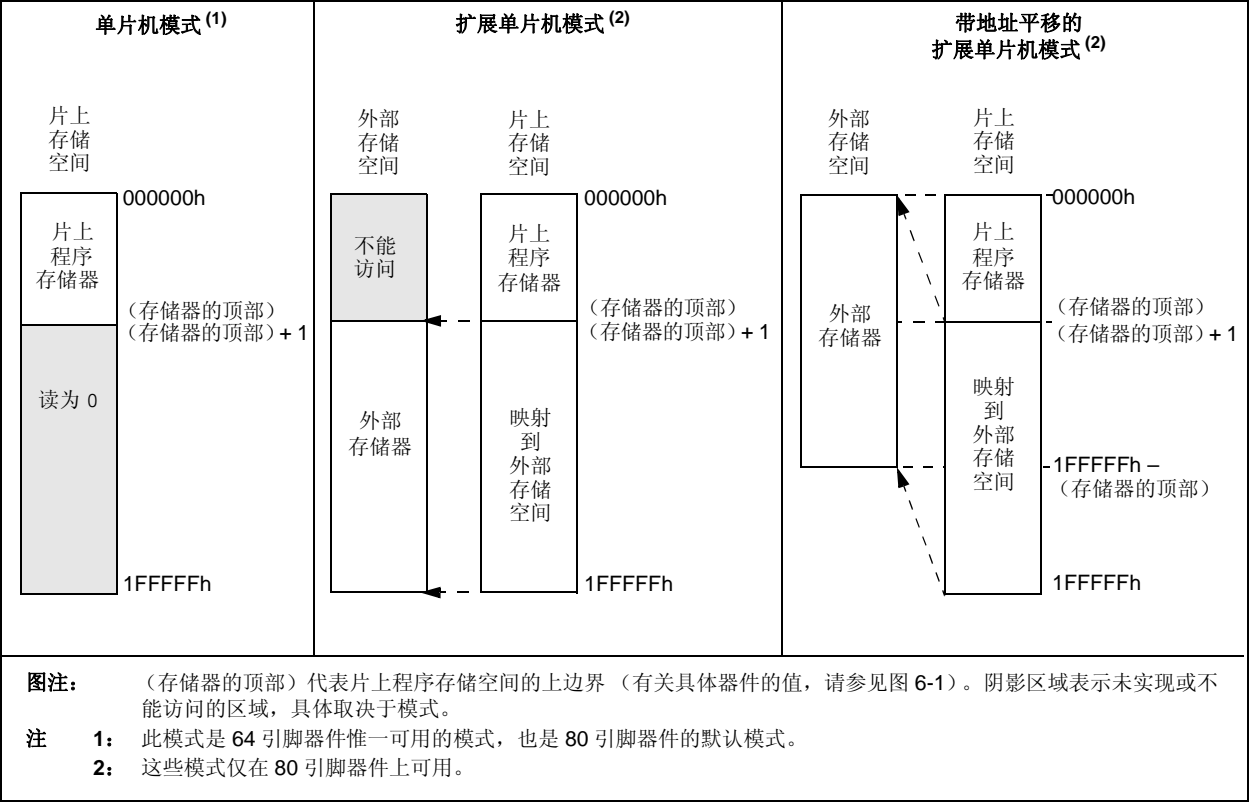 单片机模式 (1)
片上
存储
空间
000000h
片上
程序
存储器
（存储器的顶部）
（存储器的顶部）+ 1
读为 0
1FFFFFh
扩展单片机模式 (2)
外部
存储
空间
片上
存储
空间
000000h
不能
访问
片上
程序
存储器
（存储器的顶部）
（存储器的顶部）+ 1
外部
存储器
映射
到
外部
存储
空间
1FFFFFh
带地址平移的
扩展单片机模式 (2)
外部
存储
空间
片上
存储
空间
000000h
片上
程序
存储器
外部
存储器
（存储器的顶部）
（存储器的顶部）+ 1
映射
到
外部
存储
空间
1FFFFFh –
（存储器的顶部）
1FFFFFh
图注： （存储器的顶部）代表片上程序存储空间的上边界 （有关具体器件的值，请参见图 6-1）。阴影区域表示未实现或不
能访问的区域，具体取决于模式。
注 1： 此模式是 64 引脚器件惟一可用的模式，也是 80 引脚器件的默认模式。
2： 这些模式仅在 80 引脚器件上可用。